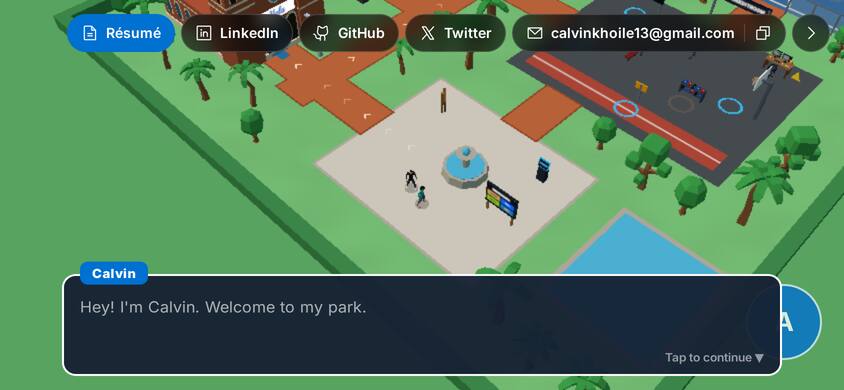 Résumé
LinkedIn
GitHub
Twitter
calvinkhoile13@gmail.com
Calvin
Hey! I'm Calvin. Welcome to my park.
Tap to continue ▼
A